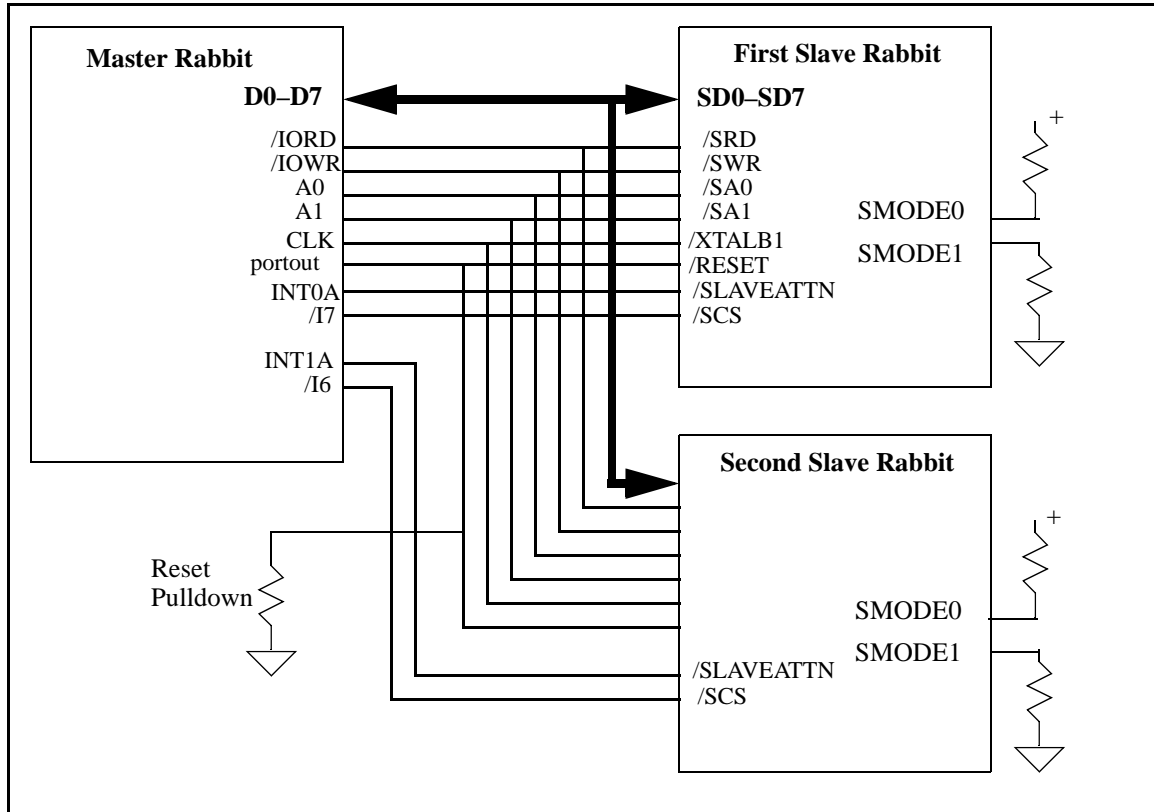 Master Rabbit
D0–D7
/IORD
/IOWR
A0
A1
CLK
portout
INT0A
/I7
INT1A
/I6
First Slave Rabbit
SD0–SD7
/SRD
/SWR
/SA0
/SA1
/XTALB1
/RESET
/SLAVEATTN
/SCS
SMODE0
SMODE1
+
Second Slave Rabbit
SMODE0
SMODE1
/SLAVEATTN
/SCS
+
Reset
Pulldown